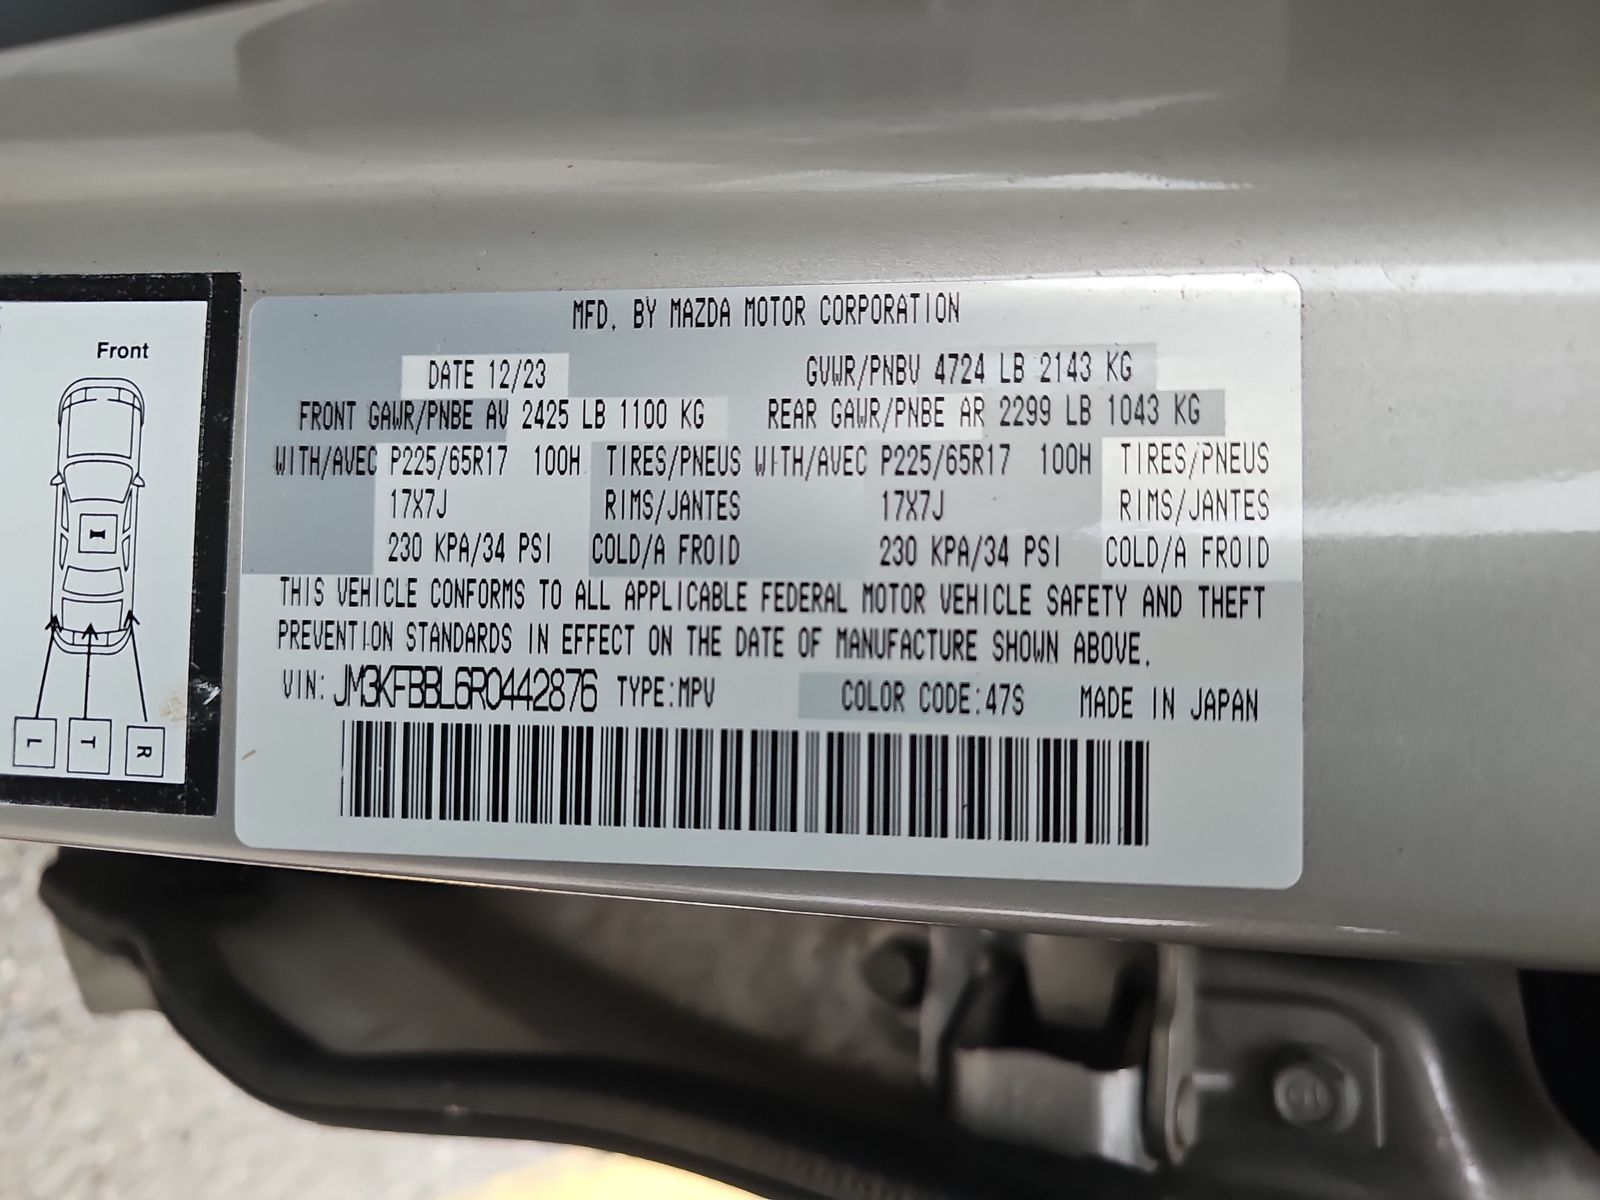 Front
L
T
R
MFD. BY MAZDA MOTOR CORPORATION
DATE 12/23 GVWR/PNBV 4724 LB 2143 KG
FRONT GAWR/PNBE AV 2425 LB 1100 KG REAR GAWR/PNBE AR 2299 LB 1043 KG
WITH/AVEC P225/65R17 100H TIRES/PNEUS WITH/AVEC P225/65R17 100H TIRES/PNEUS
17X7J RIMS/JANTES 17X7J RIMS/JANTES
230 KPA/34 PSI COLD/A FROID 230 KPA/34 PSI COLD/A FROID
THIS VEHICLE CONFORMS TO ALL APPLICABLE FEDERAL MOTOR VEHICLE SAFETY AND THEFT
PREVENTION STANDARDS IN EFFECT ON THE DATE OF MANUFACTURE SHOWN ABOVE.
VIN: JM3KFBBL6R0442876 TYPE:MPV COLOR CODE:47S MADE IN JAPAN